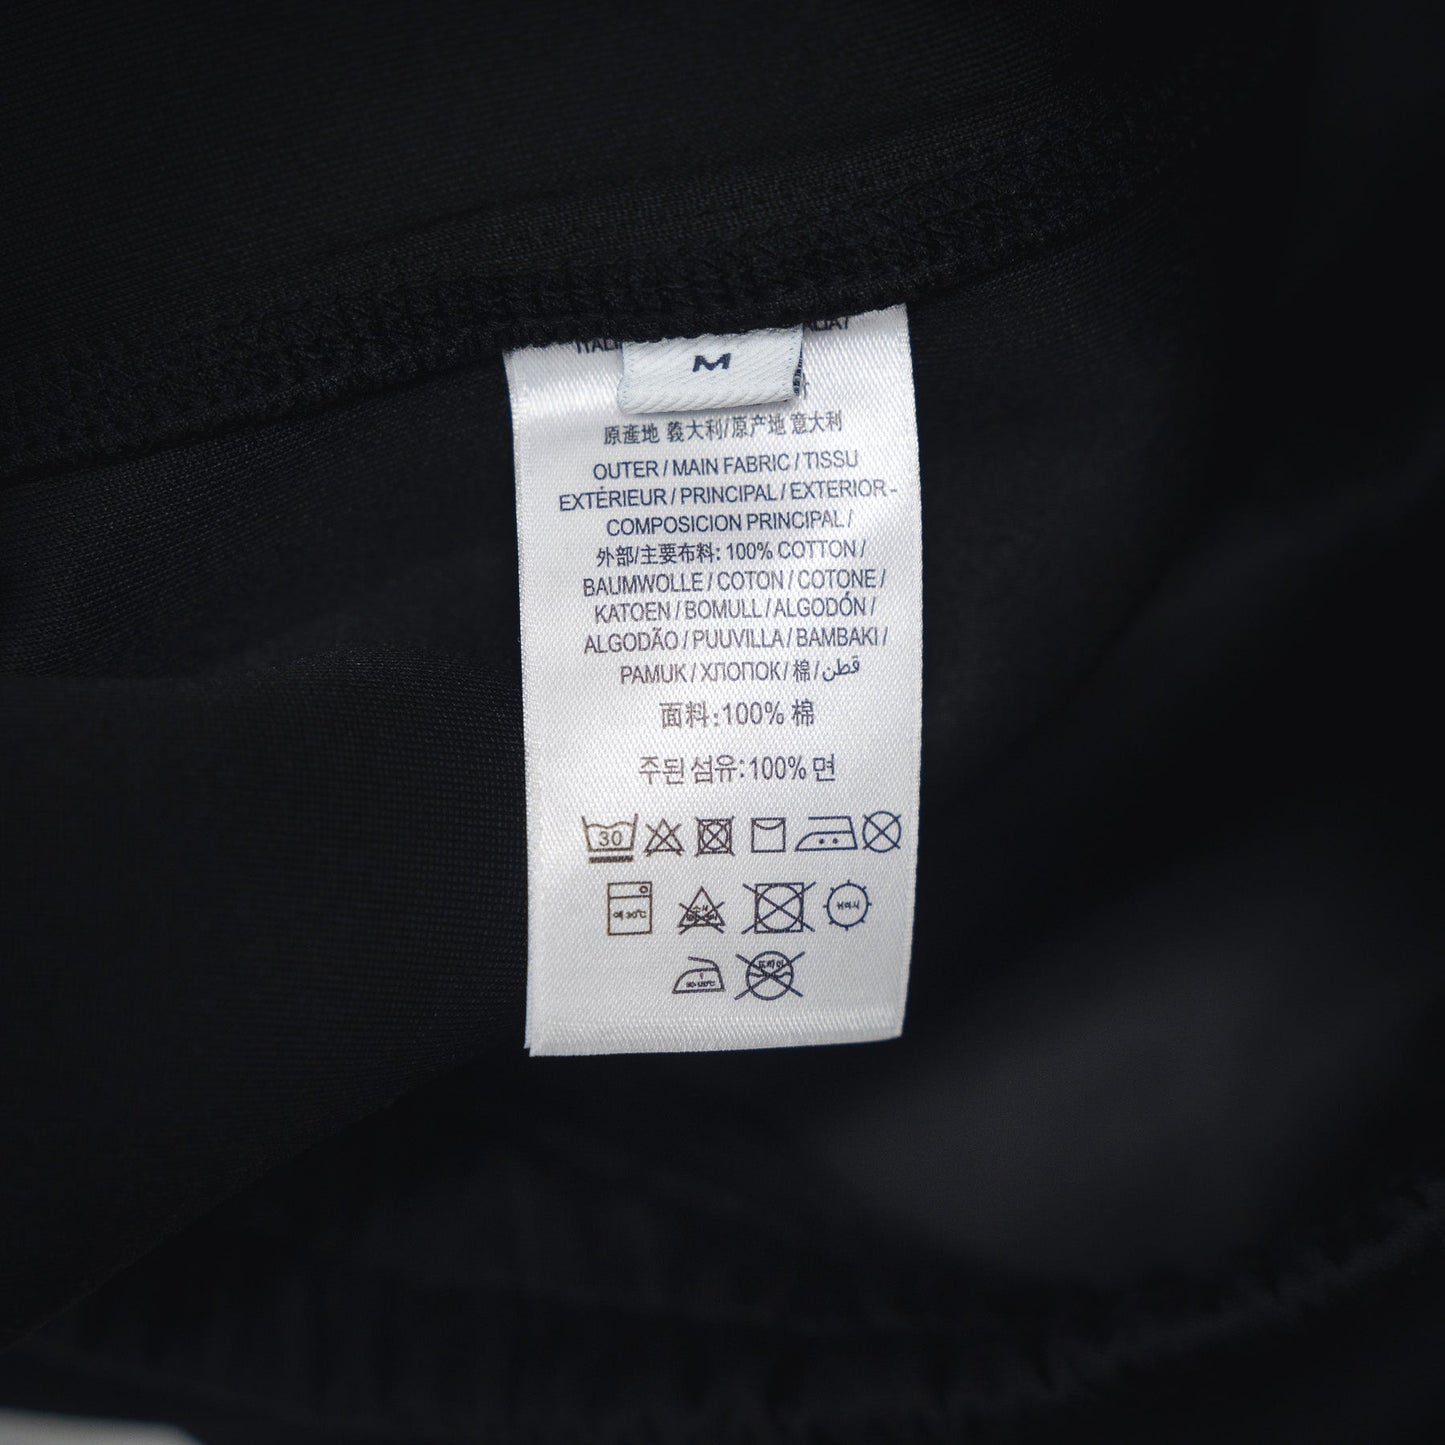 M
原產地 義大利/原产地 意大利
OUTER / MAIN FABRIC / TISSU
EXTÉRIEUR / PRINCIPAL / EXTERIOR -
COMPOSICION PRINCIPAL /
外部/主要布料: 100% COTTON /
BAUMWOLLE / COTON / COTONE /
KATOEN / BOMULL / ALGODÓN /
ALGODÃO / PUUVILLA / BAMBAKI /
PAMUK / ХЛОПОК / 棉 / قطن
面料:100% 棉
주된 섬유:100% 면
30